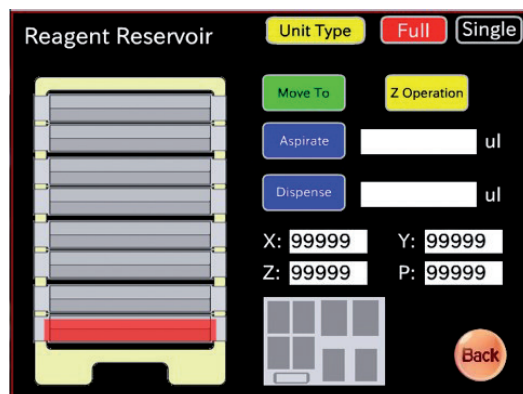 Reagent Reservoir
Unit Type
Full
Single
Move To
Z Operation
Aspirate
ul
Dispense
ul
X: 99999
Y: 99999
Z: 99999
P: 99999
Back